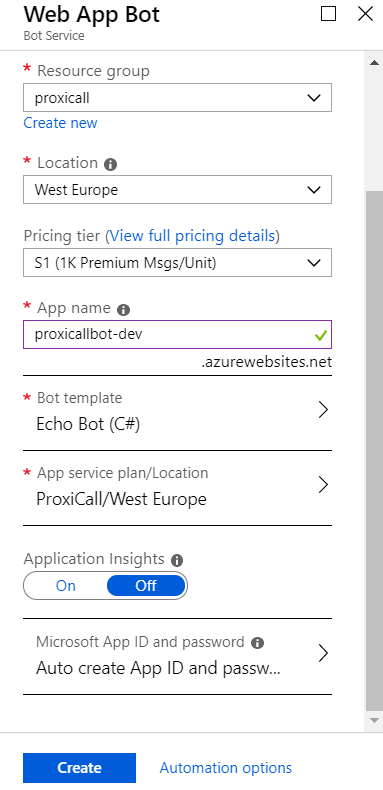 Web App Bot
Bot Service
* Resource group
proxicall
Create new
* Location
West Europe
Pricing tier (View full pricing details)
S1 (1K Premium Msgs/Unit)
* App name
proxicallbot-dev
.azurewebsites.net
* Bot template
Echo Bot (C#)
* App service plan/Location
ProxiCall/West Europe
Application Insights
On Off
Microsoft App ID and password
Auto create App ID and passw...
Create Automation options